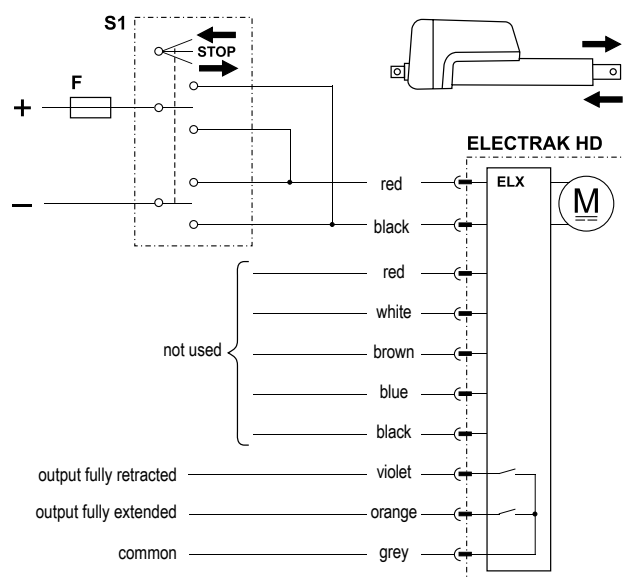 S1
STOP
F
+
–
ELECTRAK HD
red
ELX
M
black
red
white
not used
brown
blue
black
output fully retracted
violet
output fully extended
orange
common
grey